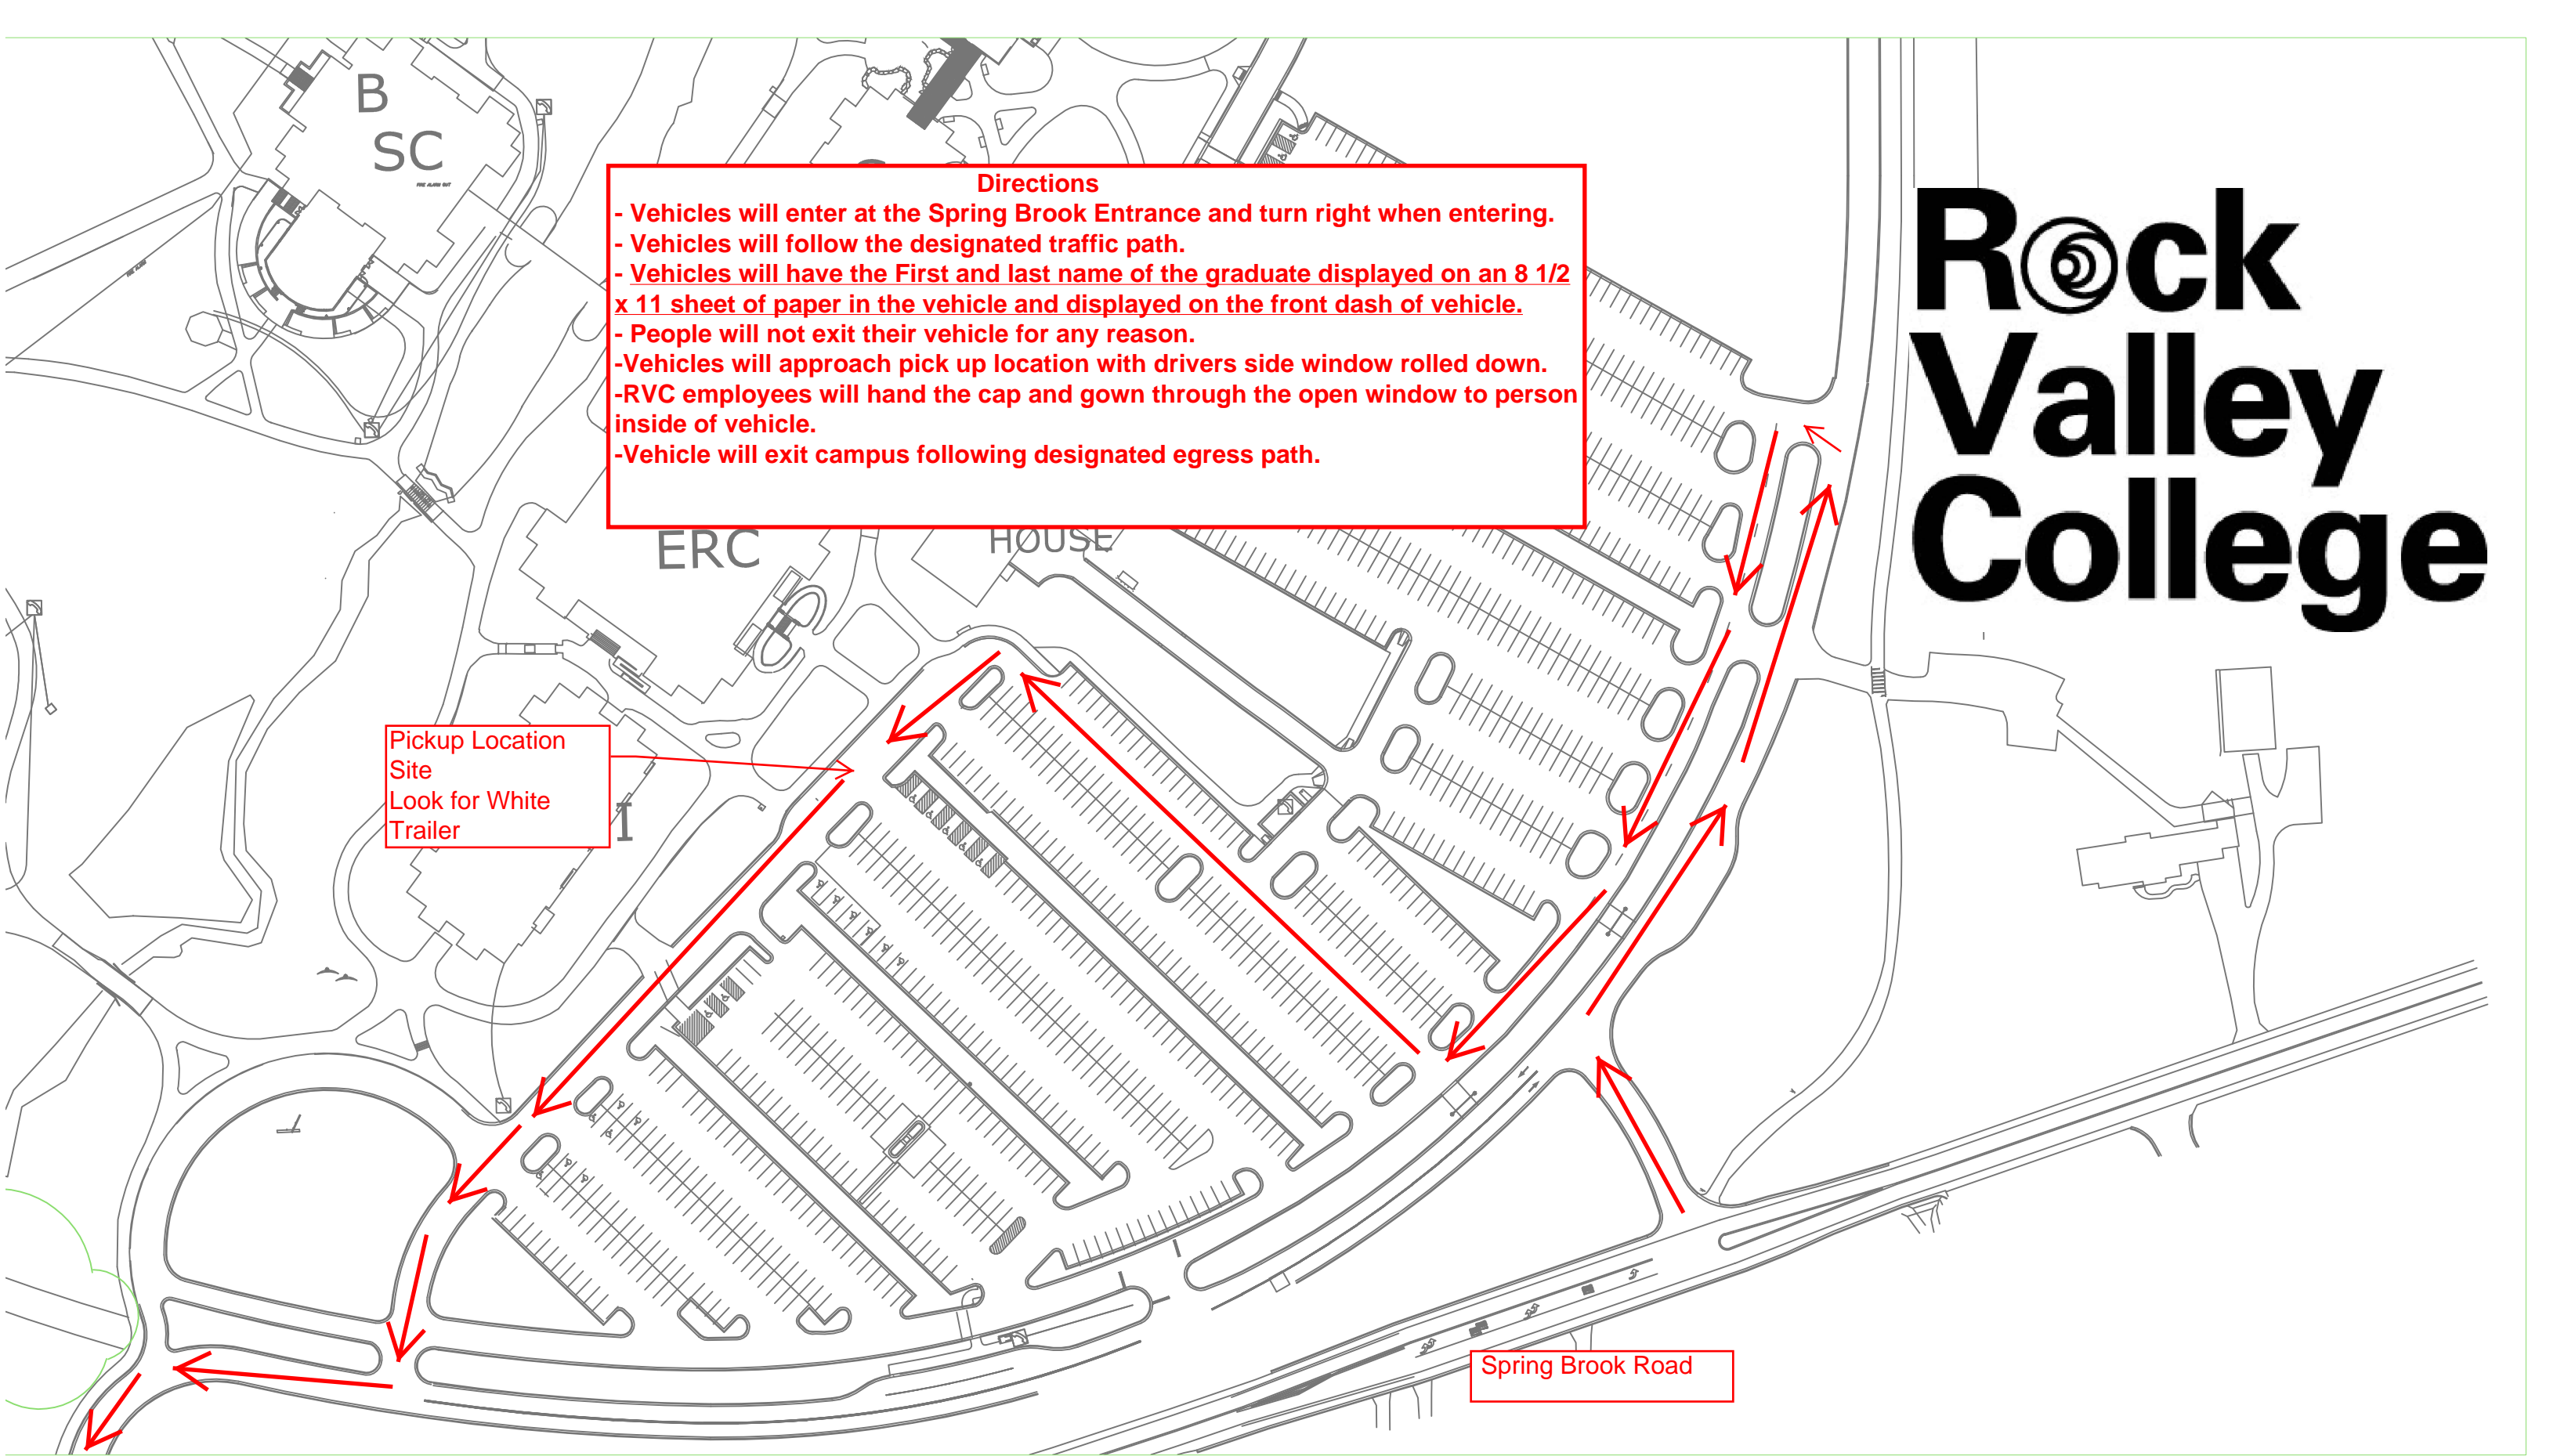 B
SC
Directions
- Vehicles will enter at the Spring Brook Entrance and turn right when entering.
- Vehicles will follow the designated traffic path.
- Vehicles will have the First and last name of the graduate displayed on an 8 1/2
x 11 sheet of paper in the vehicle and displayed on the front dash of vehicle.
- People will not exit their vehicle for any reason.
-Vehicles will approach pick up location with drivers side window rolled down.
-RVC employees will hand the cap and gown through the open window to person
inside of vehicle.
-Vehicle will exit campus following designated egress path.
Rock
Valley
College
ERC
HOUSE
Pickup Location
Site
Look for White
Trailer
I
Spring Brook Road